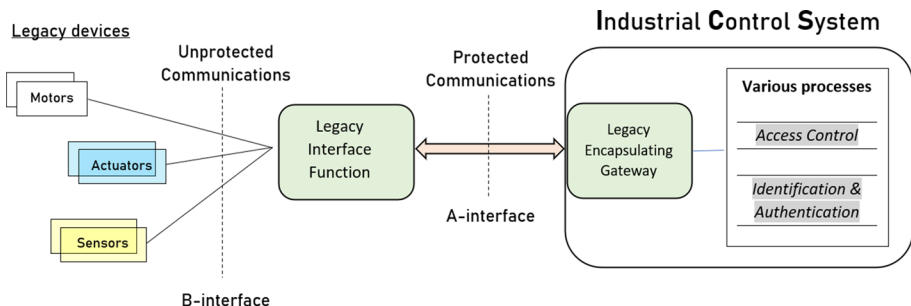 Industrial Control System
Legacy devices
Unprotected
Communications
Protected
Communications
Motors
Actuators
Sensors
Legacy
Interface
Function
Legacy
Encapsulating
Gateway
Various processes
Access Control
Identification &
Authentication
A-interface
B-interface